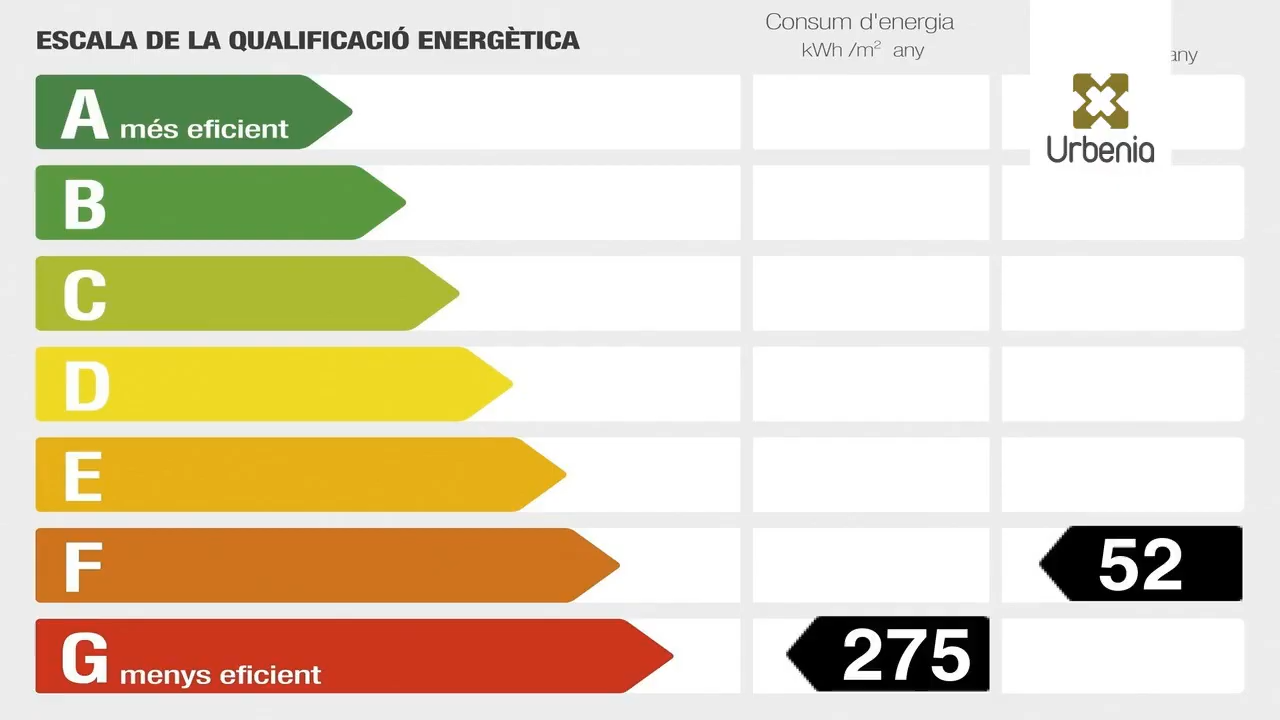 ESCALA DE LA QUALIFICACIÓ ENERGÈTICA
Consum d'energia
kWh /m² any
any
Urbenia
A més eficient
B
C
D
E
F
52
G menys eficient
275